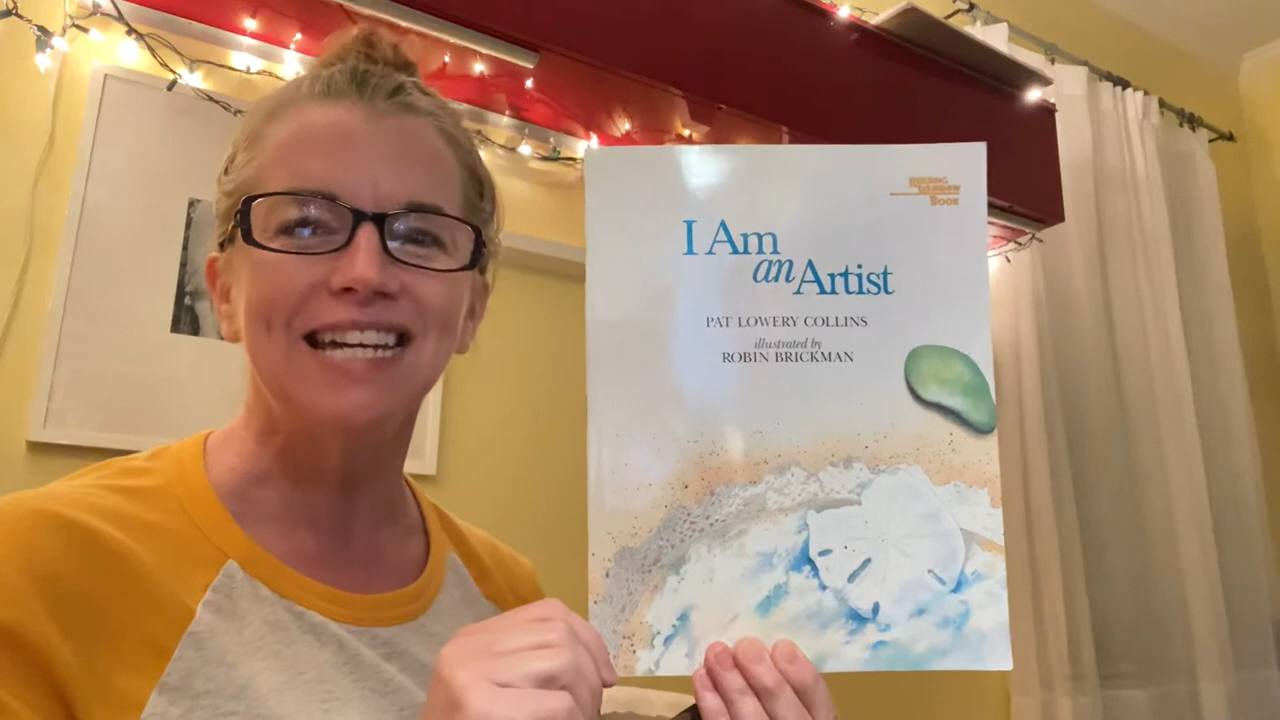 READING
RAINBOW
BOOK
I Am
an Artist
PAT LOWERY COLLINS
illustrated by
ROBIN BRICKMAN